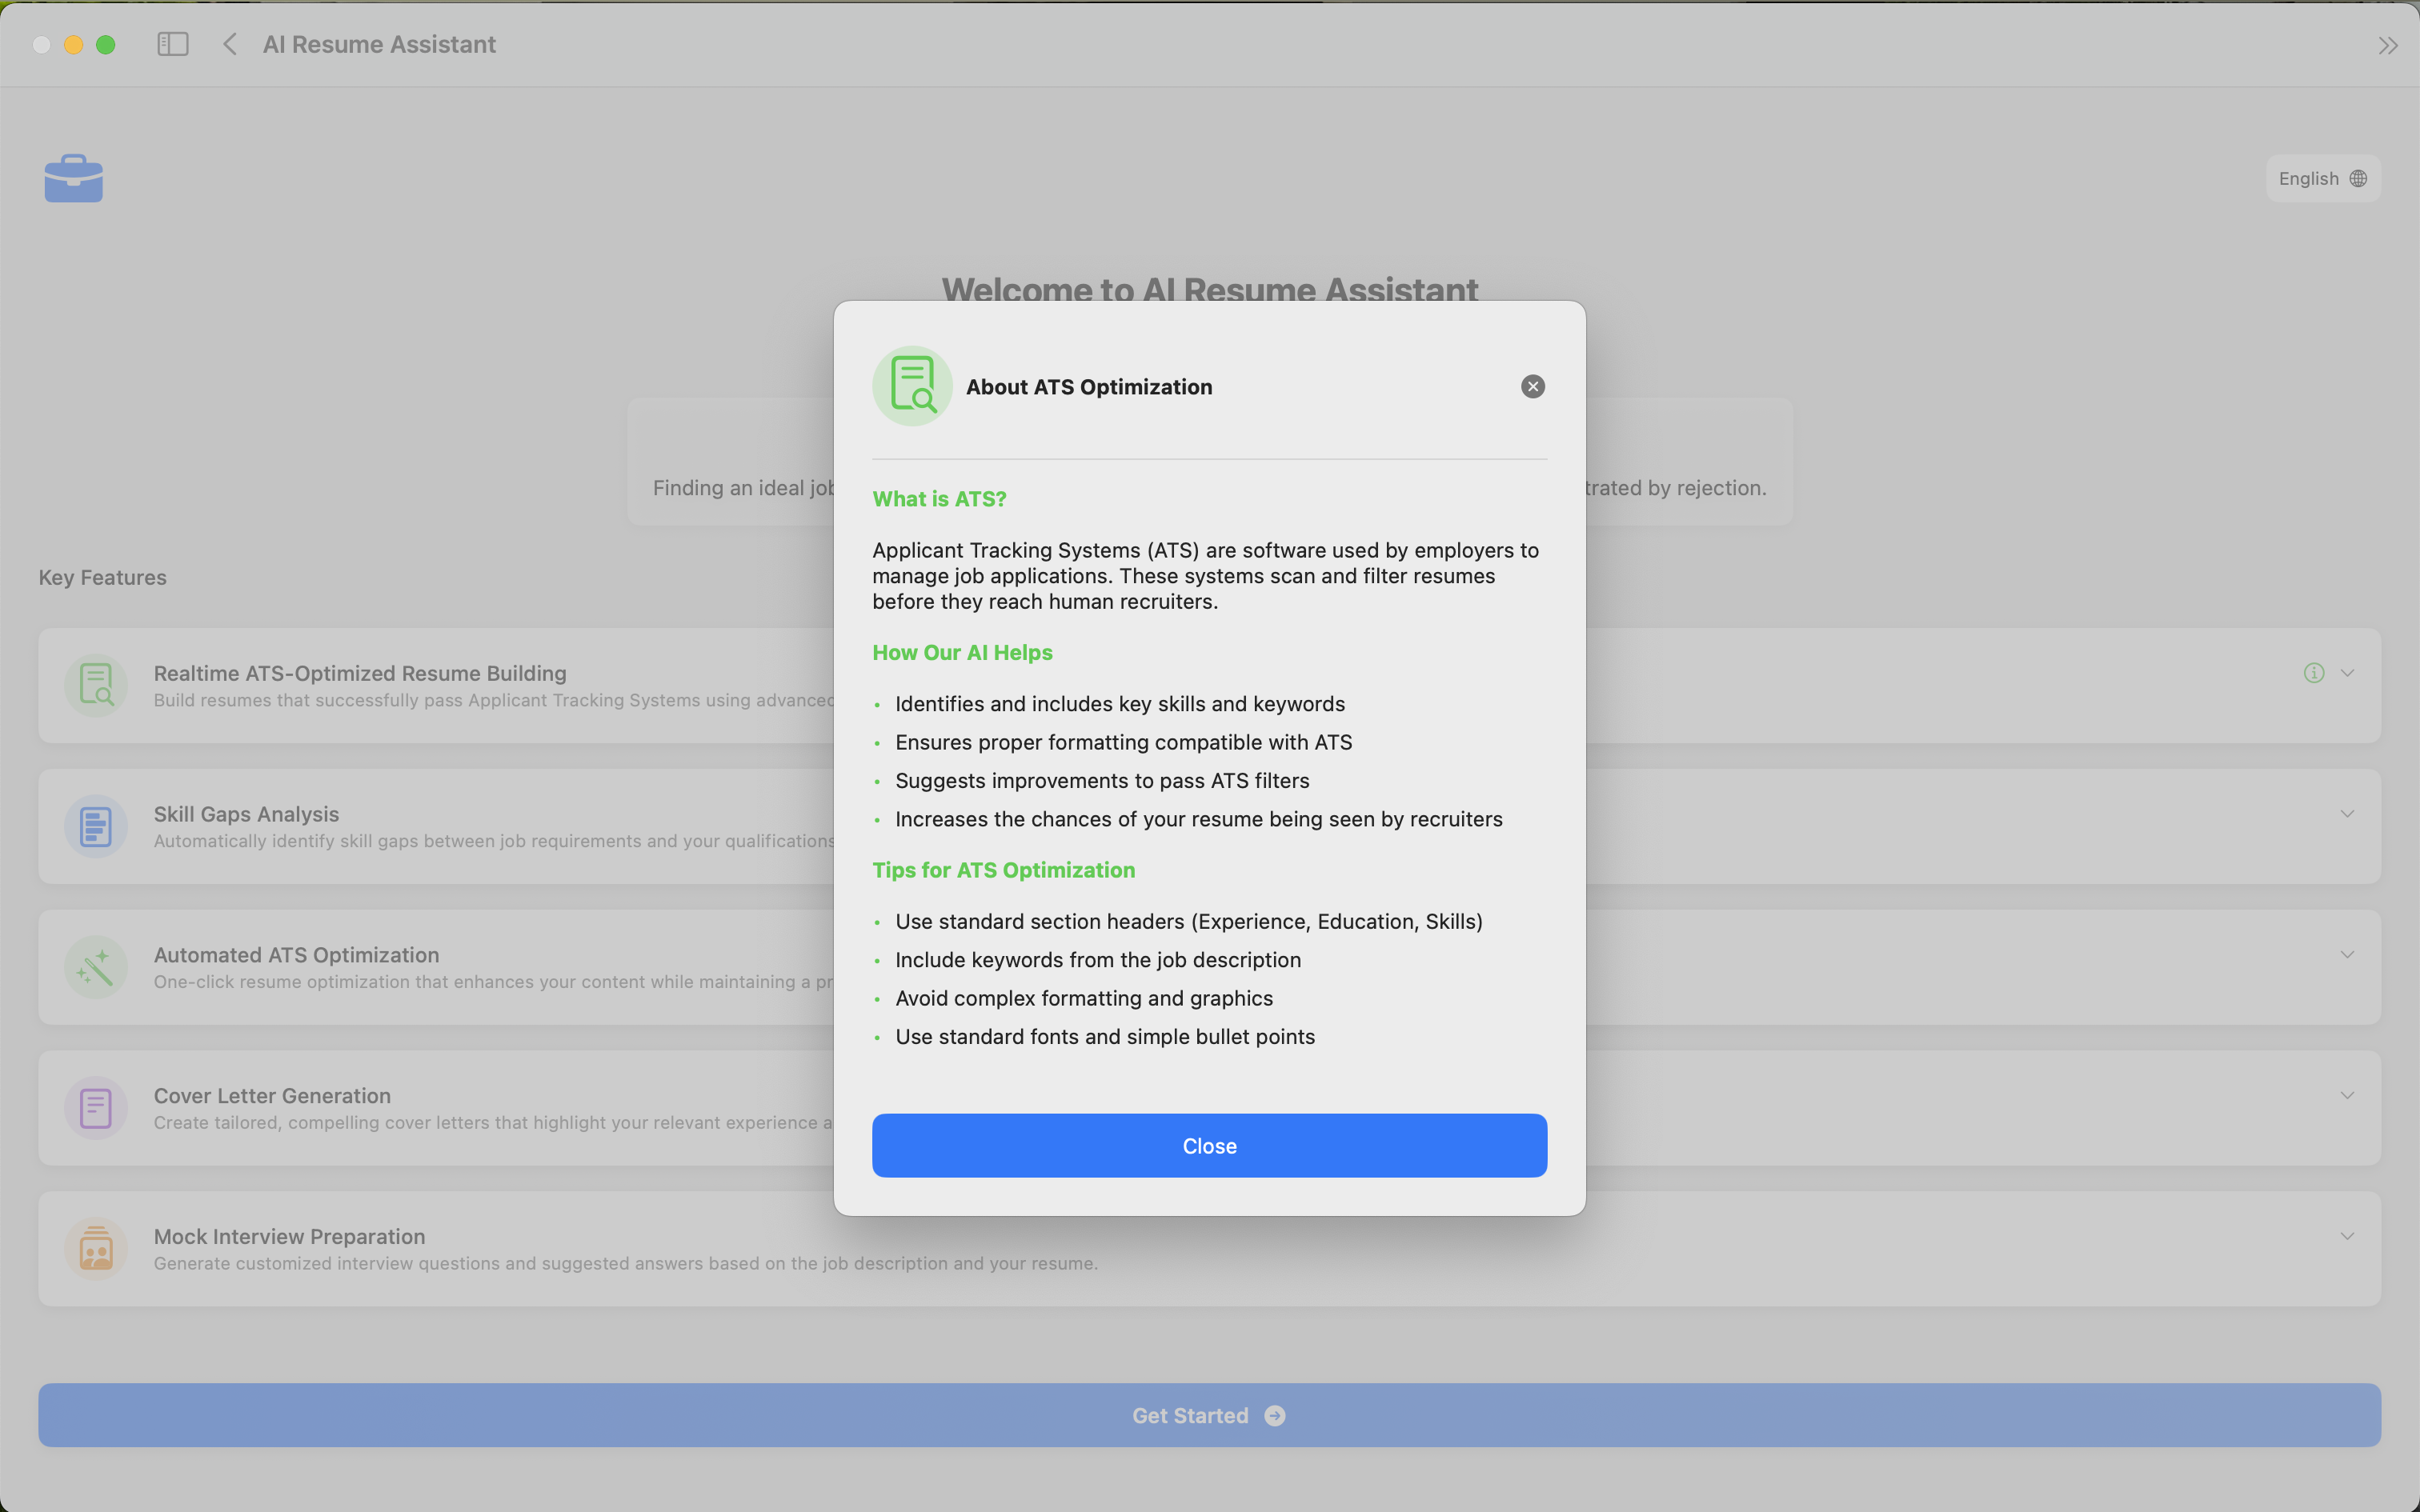 AI Resume Assistant
English
Welcome to AI Resume Assistant
Finding an ideal job
trated by rejection.
Key Features
Realtime ATS-Optimized Resume Building
Build resumes that successfully pass Applicant Tracking Systems using advanced
Skill Gaps Analysis
Automatically identify skill gaps between job requirements and your qualifications
Automated ATS Optimization
One-click resume optimization that enhances your content while maintaining a pr
Cover Letter Generation
Create tailored, compelling cover letters that highlight your relevant experience a
Mock Interview Preparation
Generate customized interview questions and suggested answers based on the job description and your resume.
Get Started
About ATS Optimization
What is ATS?
Applicant Tracking Systems (ATS) are software used by employers to
manage job applications. These systems scan and filter resumes
before they reach human recruiters.
How Our AI Helps
• Identifies and includes key skills and keywords
• Ensures proper formatting compatible with ATS
• Suggests improvements to pass ATS filters
• Increases the chances of your resume being seen by recruiters
Tips for ATS Optimization
• Use standard section headers (Experience, Education, Skills)
• Include keywords from the job description
• Avoid complex formatting and graphics
• Use standard fonts and simple bullet points
Close